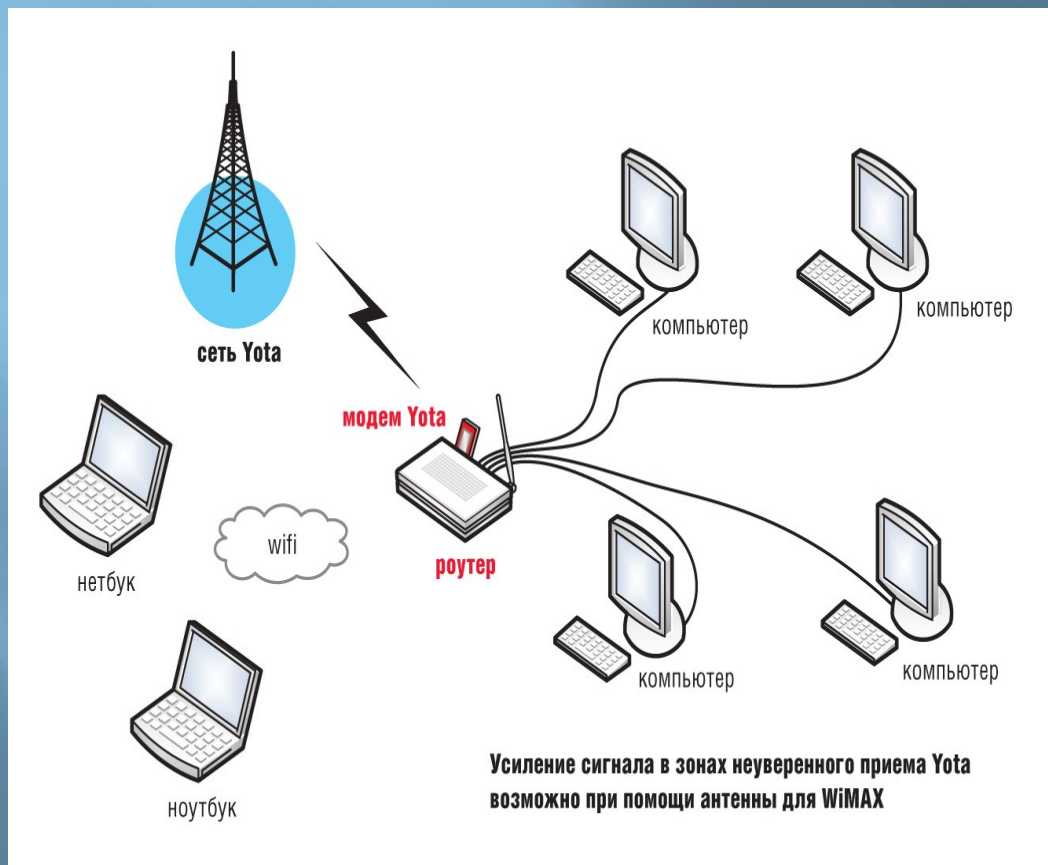 сеть Yota
компьютер
компьютер
модем Yota
wifi
роутер
нетбук
компьютер
компьютер
ноутбук
Усиление сигнала в зонах неуверенного приема Yota
возможно при помощи антенны для WiMAX